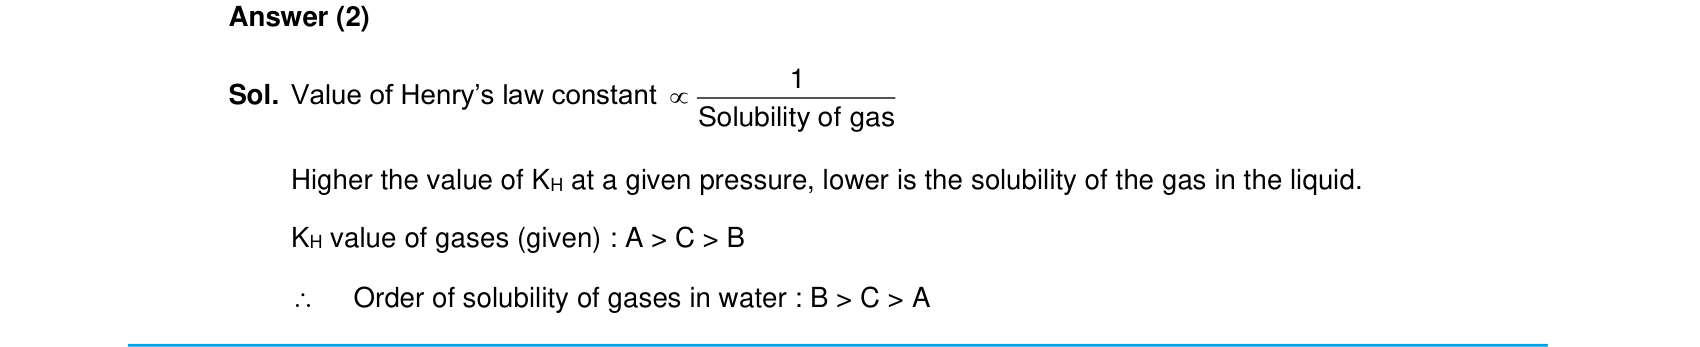 Answer (2)
Sol. Value of Henry's law constant ∝ 1 / Solubility of gas
Higher the value of KH at a given pressure, lower is the solubility of the gas in the liquid.
KH value of gases (given) : A > C > B
∴ Order of solubility of gases in water : B > C > A